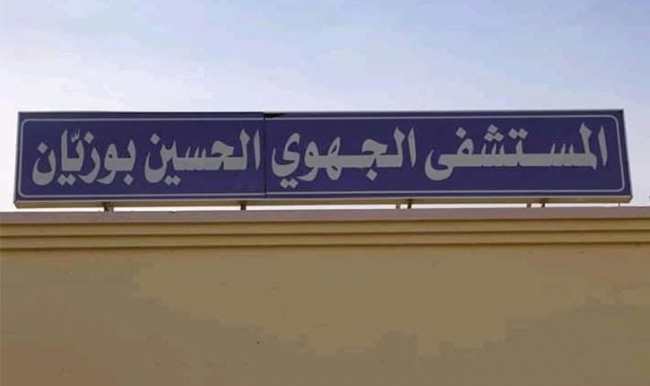 المستشفى الجهوي الحسين بوزيّان